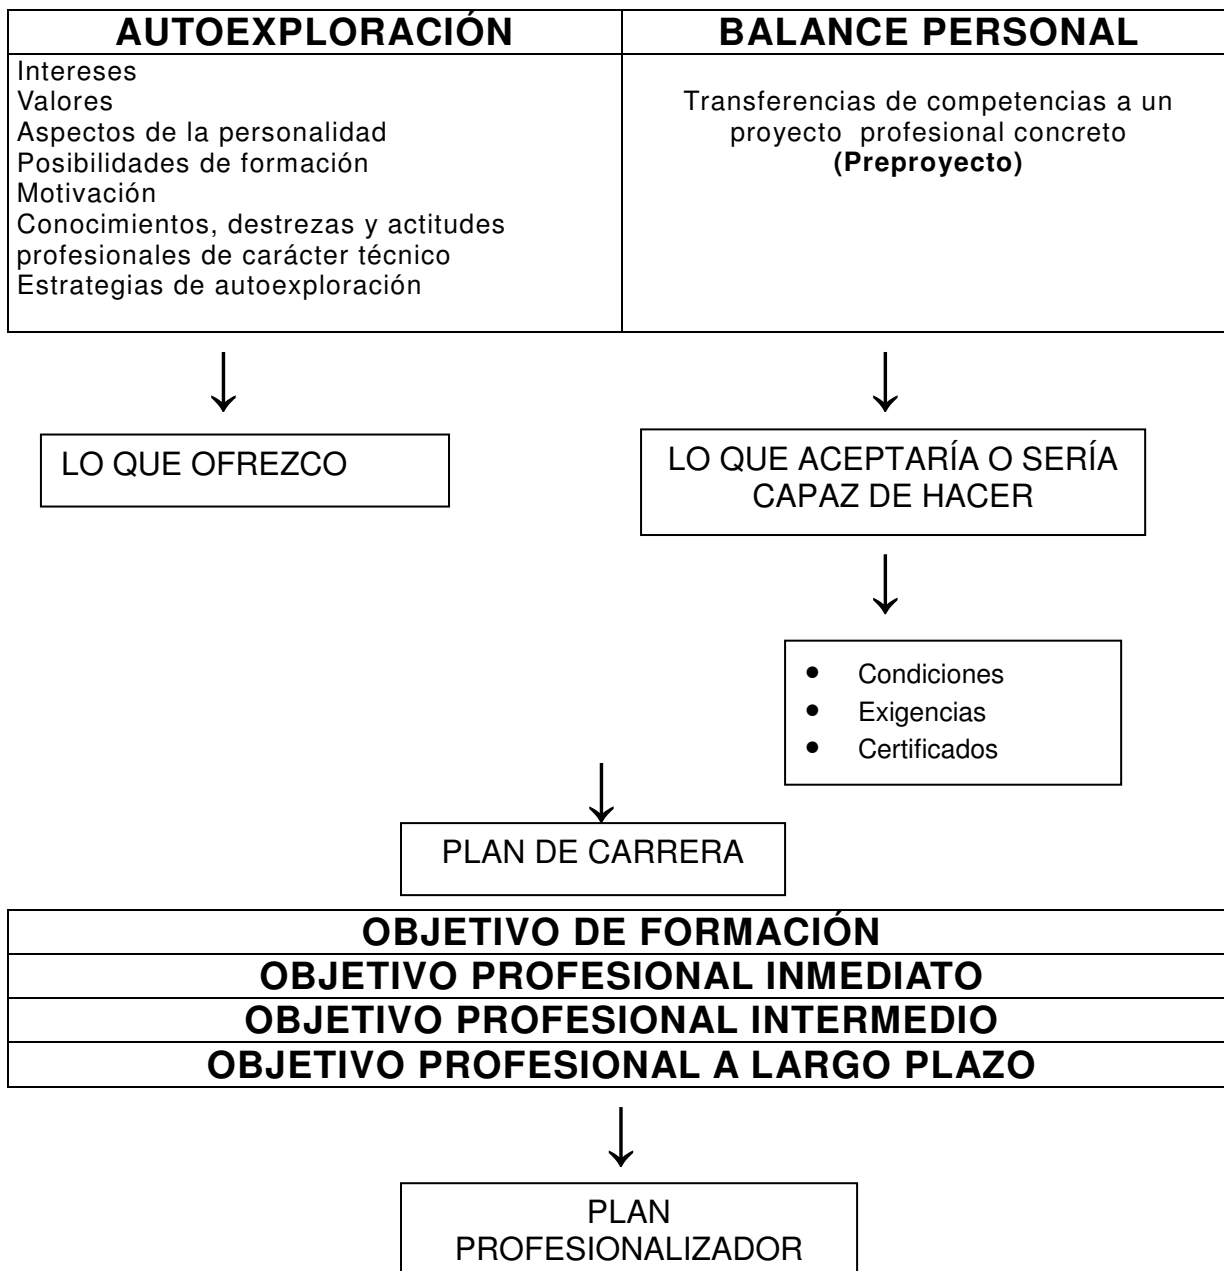 AUTOEXPLORACIÓN
BALANCE PERSONAL
Intereses
Valores
Aspectos de la personalidad
Posibilidades de formación
Motivación
Conocimientos, destrezas y actitudes
profesionales de carácter técnico
Estrategias de autoexploración
Transferencias de competencias a un
proyecto profesional concreto
(Preproyecto)
LO QUE OFREZCO
LO QUE ACEPTARÍA O SERÍA
CAPAZ DE HACER
• Condiciones
• Exigencias
• Certificados
PLAN DE CARRERA
OBJETIVO DE FORMACIÓN
OBJETIVO PROFESIONAL INMEDIATO
OBJETIVO PROFESIONAL INTERMEDIO
OBJETIVO PROFESIONAL A LARGO PLAZO
PLAN
PROFESIONALIZADOR